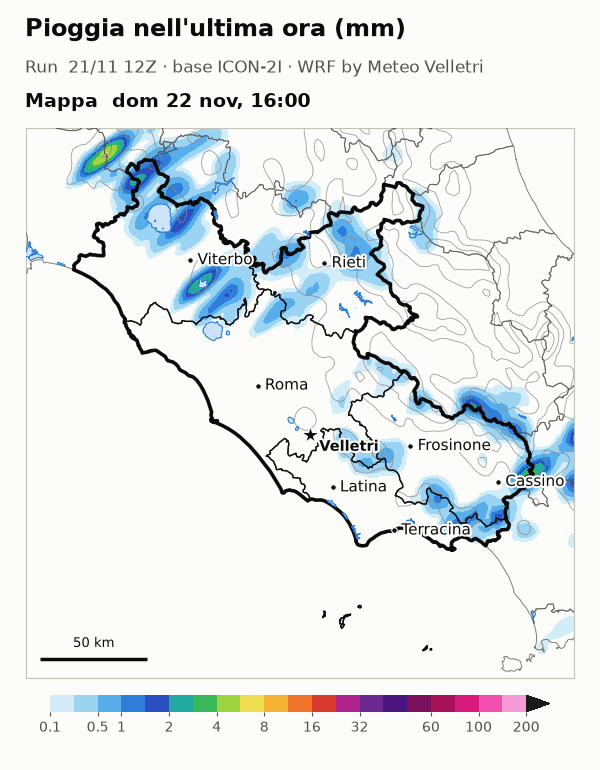 Pioggia nell'ultima ora (mm)
Run  21/11 12Z · base ICON-2I · WRF by Meteo Velletri
Mappa  dom 22 nov, 16:00
Viterbo
Rieti
Roma
Velletri
Frosinone
Latina
Cassino
Terracina
50 km
0.1 0.5 1 2 4 8 16 32 60 100 200